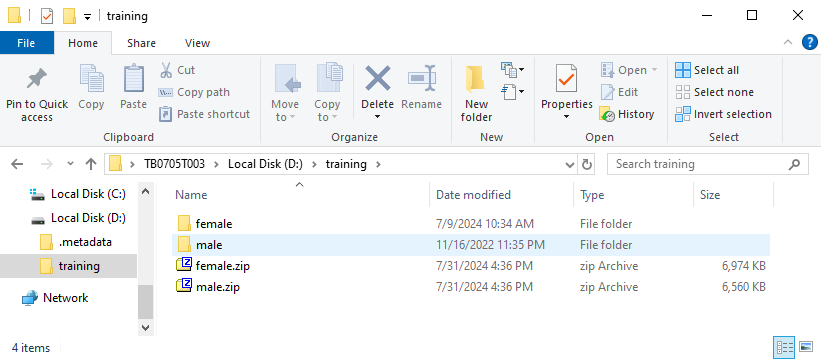 training
File Home Share View
Pin to Quick access
Copy
Paste
Cut
Copy path
Paste shortcut
Clipboard
Move to
Copy to
Delete
Rename
Organize
New folder
New
Properties
Open
Edit
History
Open
Select all
Select none
Invert selection
Select
TB0705T003 Local Disk (D:) training
Search training
Local Disk (C:)
Local Disk (D:)
.metadata
training
Network
Name Date modified Type Size
female 7/9/2024 10:34 AM File folder
male 11/16/2022 11:35 PM File folder
female.zip 7/31/2024 4:36 PM zip Archive 6,974 KB
male.zip 7/31/2024 4:36 PM zip Archive 6,560 KB
4 items